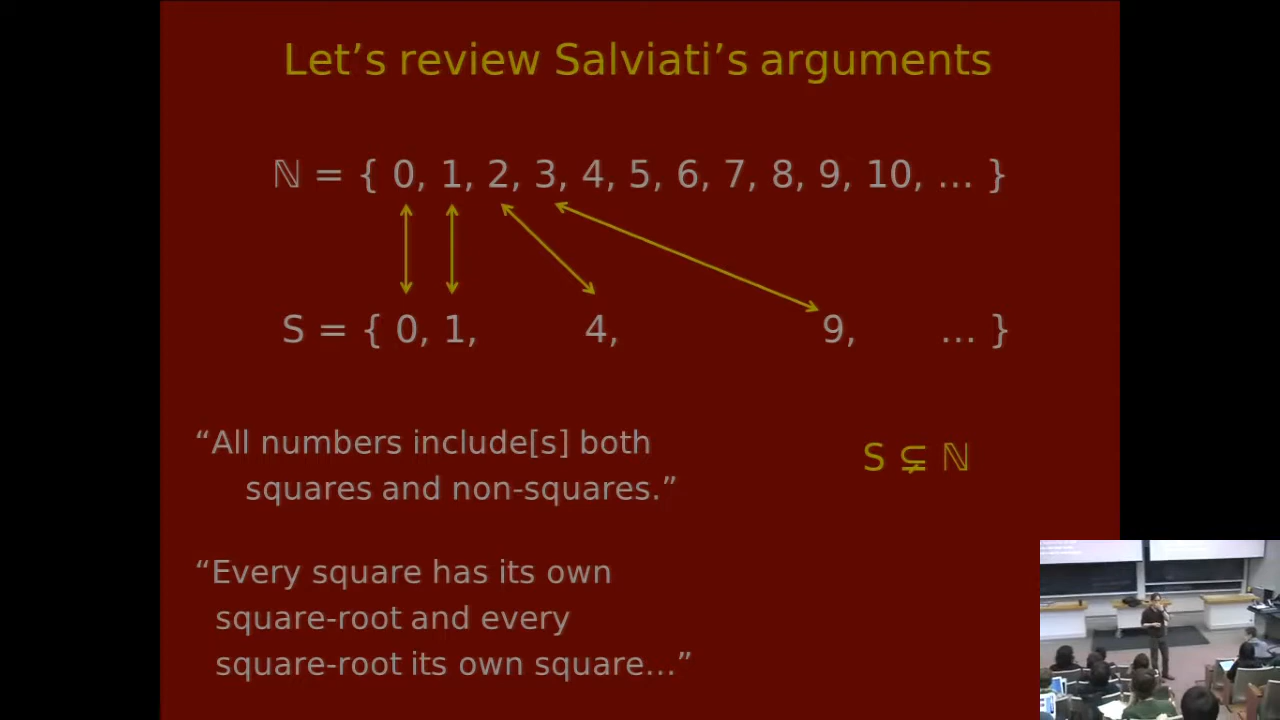 Let’s review Salviati’s arguments
ℕ = { 0, 1, 2, 3, 4, 5, 6, 7, 8, 9, 10, … }
S = { 0, 1, 4, 9, … }
“All numbers include[s] both
squares and non-squares.”
S ⊊ ℕ
“Every square has its own
square-root and every
square-root its own square…”